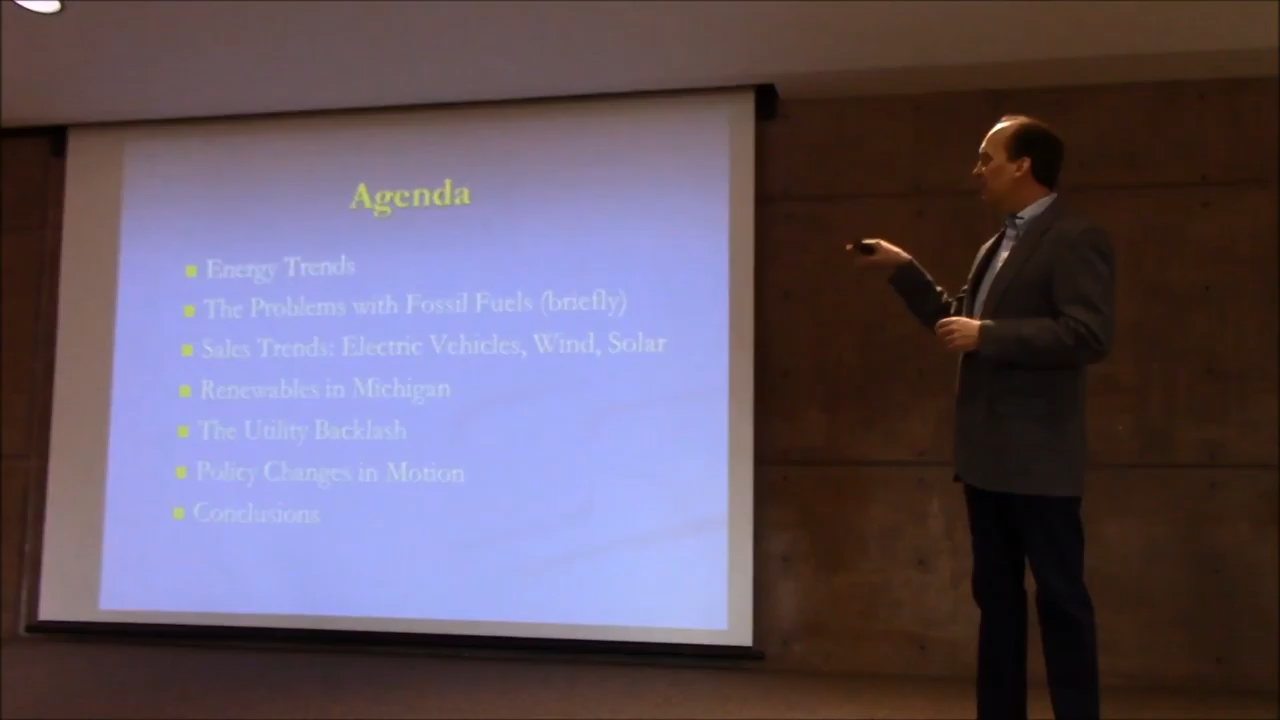 Agenda
Energy Trends
The Problems with Fossil Fuels (briefly)
Sales Trends: Electric Vehicles, Wind, Solar
Renewables in Michigan
The Utility Backlash
Policy Changes in Motion
Conclusions